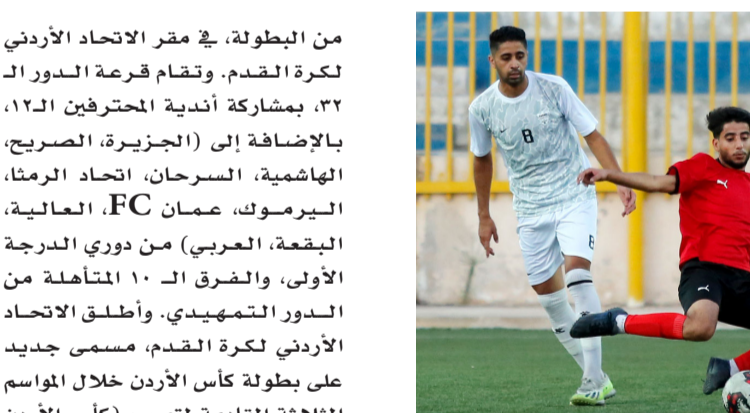 من البطولة، في مقر الاتحاد الأردني
لكرة القدم. وتقام قرعة الدور الـ
٣٢، بمشاركة أندية المحترفين الـ١٢،
بالإضافة إلى (الجزيرة، الصريح،
الهاشمية، السرحان، اتحاد الرمثا،
اليرموك، عمان FC، العالية،
البقعة، العربي) من دوري الدرجة
الأولى، والفرق الـ ١٠ المتأهلة من
الدور التمهيدي. وأطلق الاتحاد
الأردني لكرة القدم، مسمى جديد
على بطولة كأس الأردن خلال المواسم
8
8